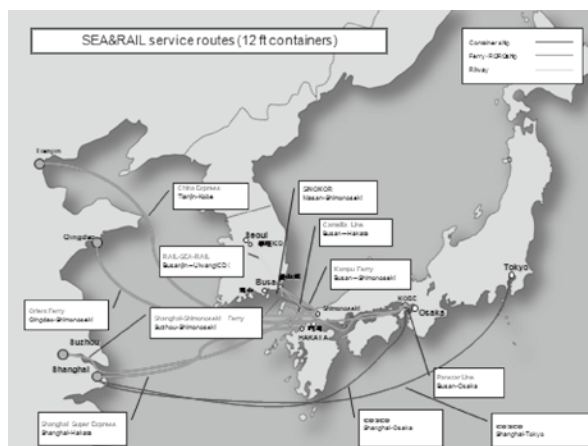 SEA&RAIL service routes (12 ft containers)
Container ship
Ferry・RORO ship
Railway
Tianjin
China Express
Tianjin-Kobe
SINOKOR
Masan-Shimonoseki
Camellia Line
Busan—Hakata
Seoul
Qingdao
RAIL-SEA-RAIL
Busanjin—Uiwang ICD
Kampu Ferry
Busan—Shimonoseki
Busan
Tokyo
Orient Ferry
Qingdao-Shimonoseki
Shanghai-Shimonoseki Ferry
Suzhou-Shimonoseki
Shimonoseki
KOBE
Osaka
HAKATA
Suzhou
Shanghai
Panstar Line
Busan-Osaka
Shanghai Super Express
Shanghai-Hakata
Shanghai-Osaka
Shanghai-Tokyo